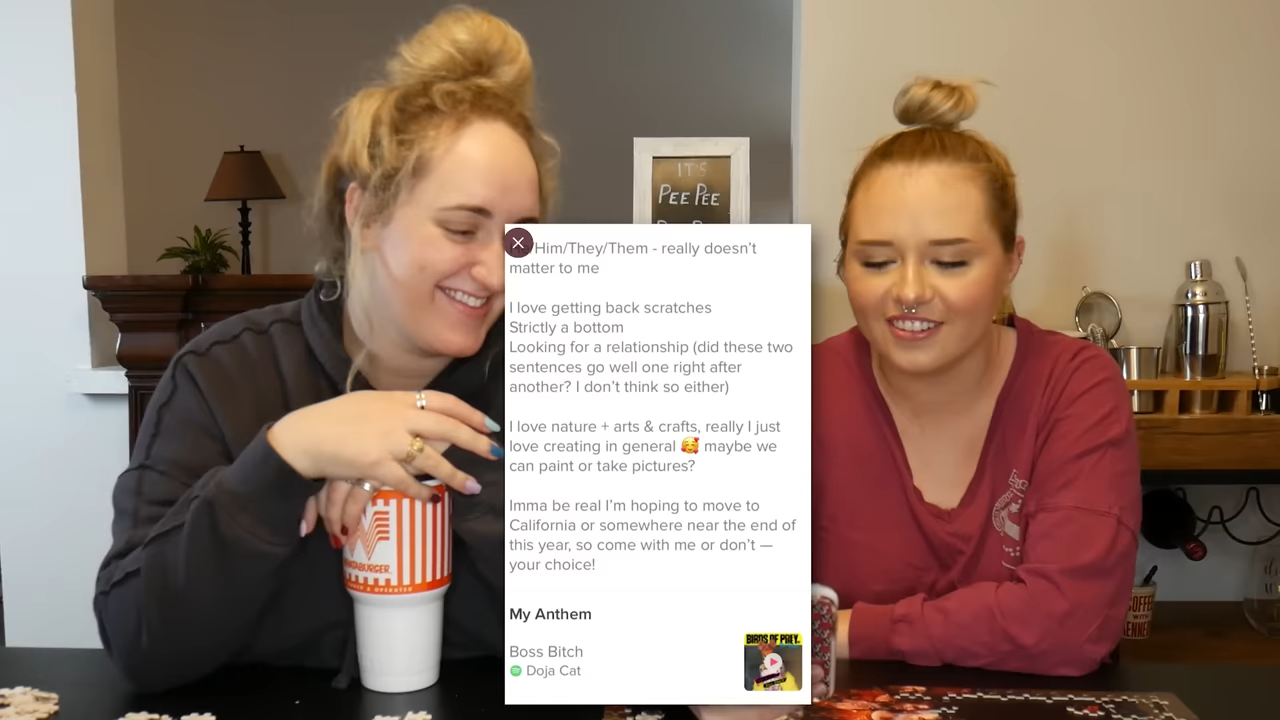 IT'S
PEE PEE
Him/They/Them - really doesn't
matter to me
I love getting back scratches
Strictly a bottom
Looking for a relationship (did these two
sentences go well one right after
another? I don't think so either)
I love nature + arts & crafts, really I just
love creating in general 🥰 maybe we
can paint or take pictures?
Imma be real I'm hoping to move to
California or somewhere near the end of
this year, so come with me or don't —
your choice!
My Anthem
Boss Bitch
Doja Cat
BIRDS OF PREY
COFFEE
WITH